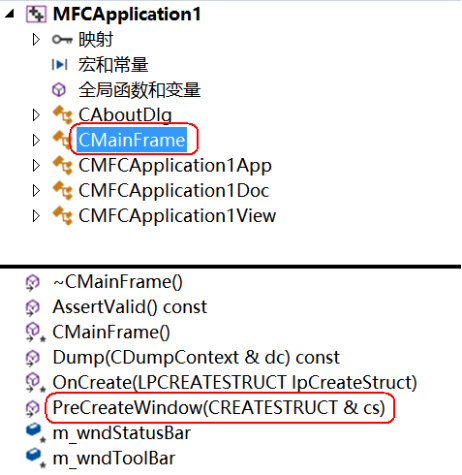 MFCApplication1
映射
宏和常量
全局函数和变量
CAboutDlg
CMainFrame
CMFCApplication1App
CMFCApplication1Doc
CMFCApplication1View
~CMainFrame()
AssertValid() const
CMainFrame()
Dump(CDumpContext & dc) const
OnCreate(LPCREATESTRUCT lpCreateStruct)
PreCreateWindow(CREATESTRUCT & cs)
m_wndStatusBar
m_wndToolBar